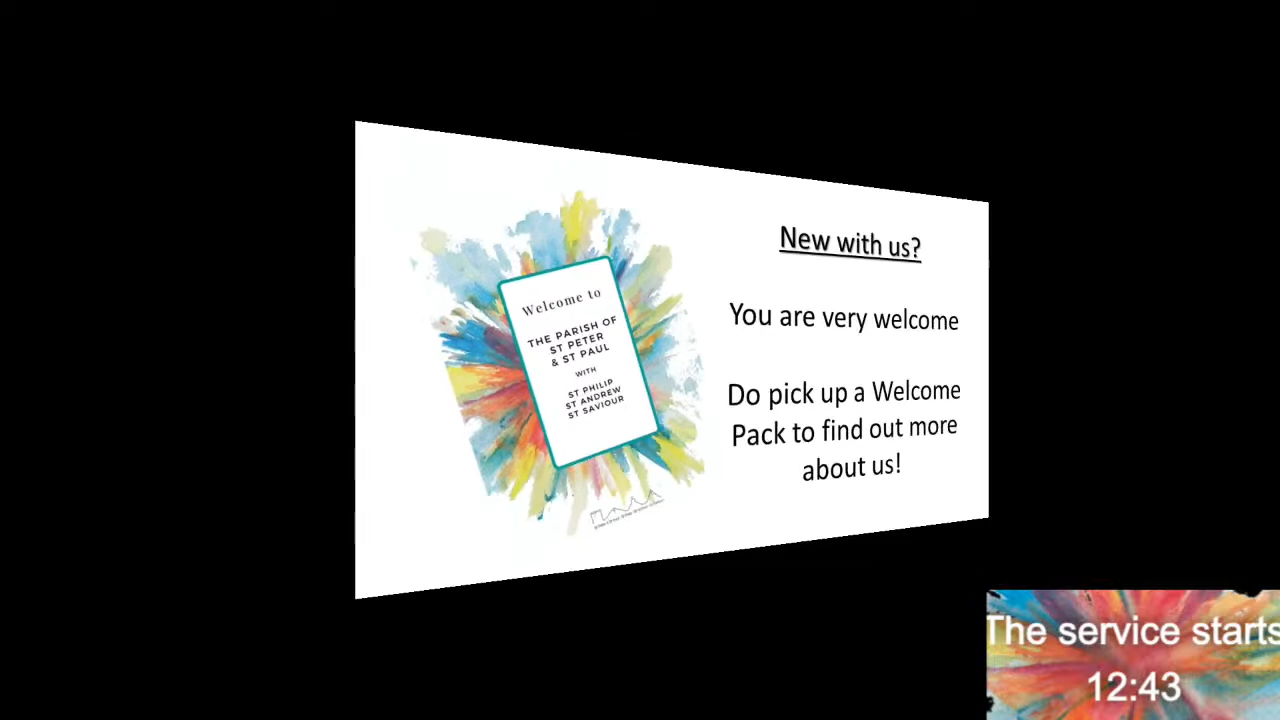 Welcome to
THE PARISH OF
ST PETER
& ST PAUL
WITH
ST PHILIP
ST ANDREW
ST SAVIOUR
New with us?
You are very welcome
Do pick up a Welcome
Pack to find out more
about us!
The service starts
12:43